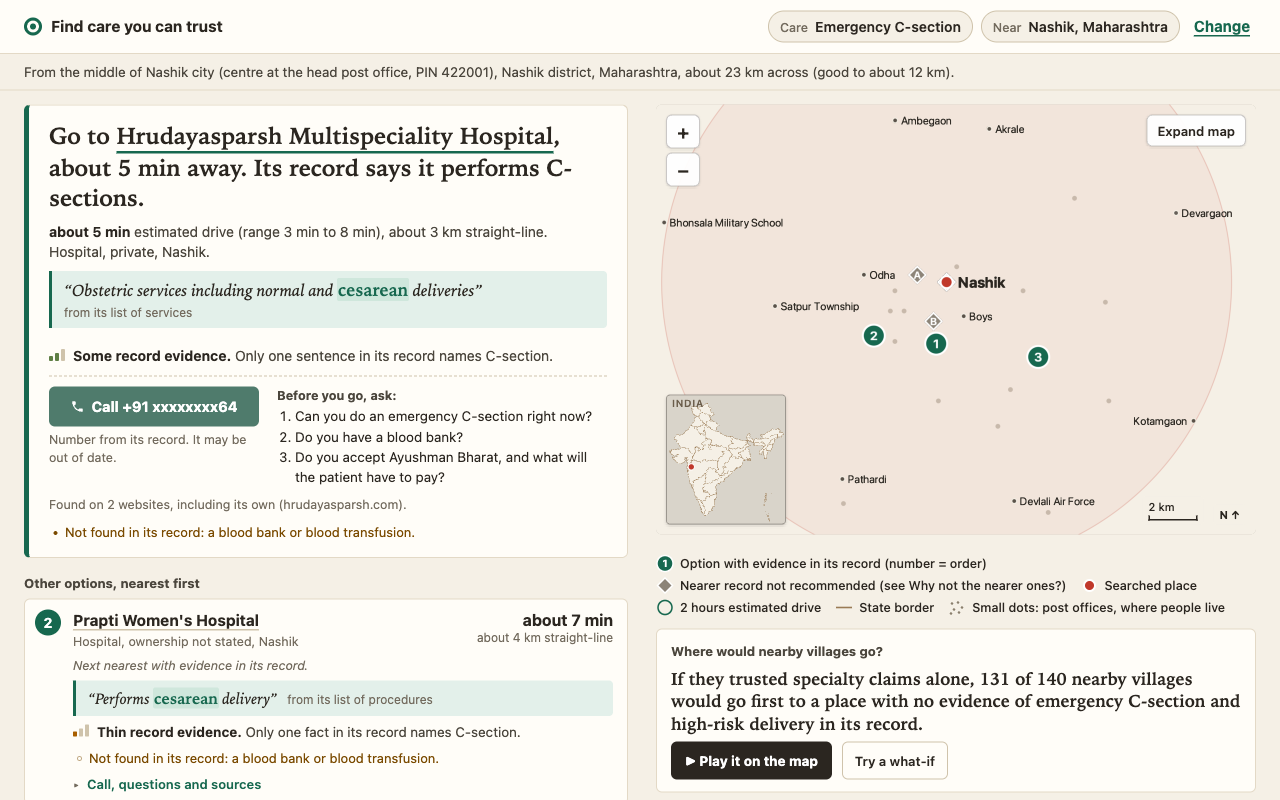 Find care you can trust
Care Emergency C-section
Near Nashik, Maharashtra
Change
From the middle of Nashik city (centre at the head post office, PIN 422001), Nashik district, Maharashtra, about 23 km across (good to about 12 km).
Go to Hrudayasparsh Multispeciality Hospital,
about 5 min away. Its record says it performs C-
sections.
about 5 min estimated drive (range 3 min to 8 min), about 3 km straight-line.
Hospital, private, Nashik.
“Obstetric services including normal and cesarean deliveries”
from its list of services
Some record evidence. Only one sentence in its record names C-section.
Call +91 xxxxxxxx64
Number from its record. It may be
out of date.
Before you go, ask:
1. Can you do an emergency C-section right now?
2. Do you have a blood bank?
3. Do you accept Ayushman Bharat, and what will
the patient have to pay?
Found on 2 websites, including its own (hrudayasparsh.com).
• Not found in its record: a blood bank or blood transfusion.
Other options, nearest first
2 Prapti Women's Hospital
about 7 min
Hospital, ownership not stated, Nashik
about 4 km straight-line
Next nearest with evidence in its record.
“Performs cesarean delivery” from its list of procedures
Thin record evidence. Only one fact in its record names C-section.
Not found in its record: a blood bank or blood transfusion.
Call, questions and sources
+
−
Expand map
Ambegaon
Akrale
Bhonsala Military School
Devargaon
Odha
A
Nashik
Satpur Township
B
Boys
2
1
3
INDIA
Kotamgaon
Pathardi
Devlali Air Force
2 km
N ↑
1 Option with evidence in its record (number = order)
Nearer record not recommended (see Why not the nearer ones?)
Searched place
2 hours estimated drive
State border
Small dots: post offices, where people live
Where would nearby villages go?
If they trusted specialty claims alone, 131 of 140 nearby villages
would go first to a place with no evidence of emergency C-section and
high-risk delivery in its record.
Play it on the map
Try a what-if